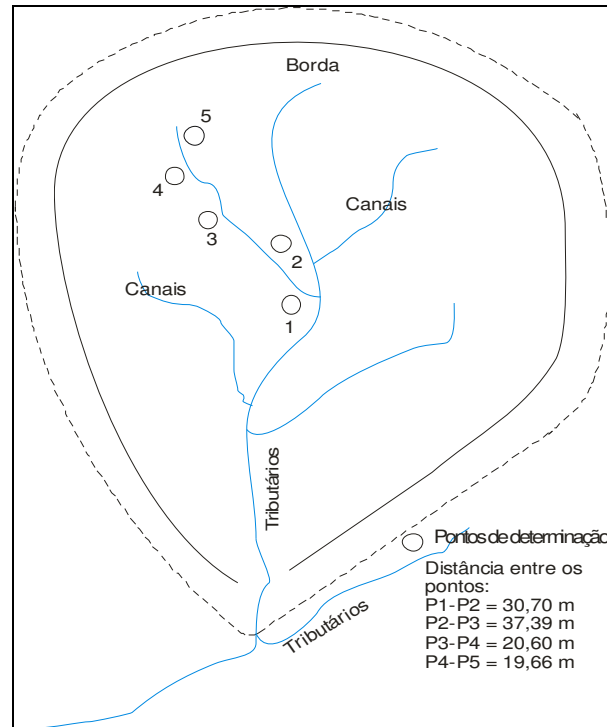 Borda
5
4
Canais
3
2
Canais
1
Tributários
Pontos de determinação
Distância entre os
pontos:
P1-P2 = 30,70 m
P2-P3 = 37,39 m
P3-P4 = 20,60 m
P4-P5 = 19,66 m
Tributários